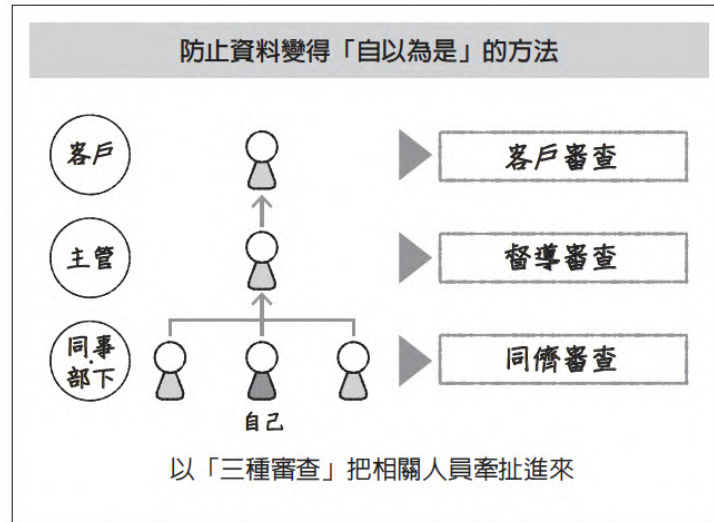 防止資料變得「自以為是」的方法
客戶
客戶審查
主管
督導審查
同事・
部下
同儕審查
自己
以「三種審查」把相關人員牽扯進來